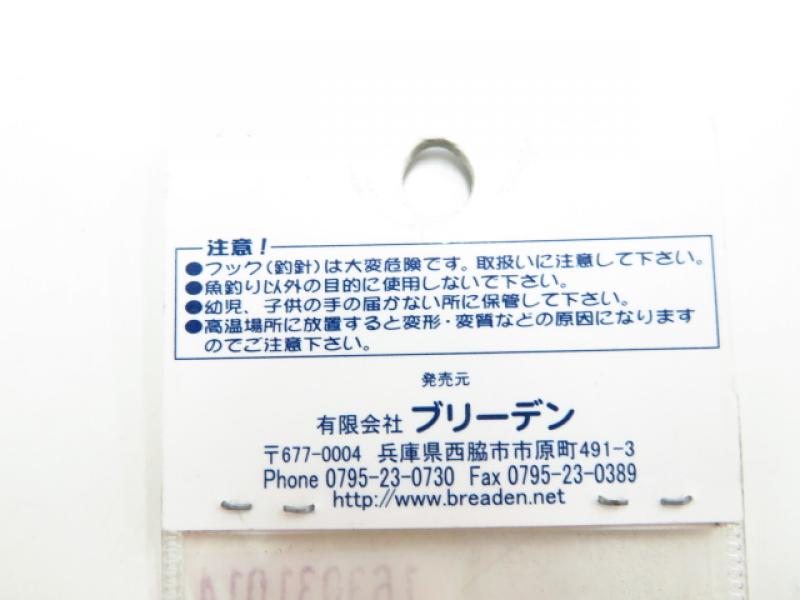 注意!
●フック(釣針)は大変危険です。取扱いに注意して下さい。
●魚釣り以外の目的に使用しないで下さい。
●幼児、子供の手の届かない所に保管して下さい。
●高温場所に放置すると変形・変質などの原因になります
のでご注意下さい。
発売元
有限会社 ブリーデン
〒677-0004 兵庫県西脇市市原町491-3
Phone 0795-23-0730 Fax 0795-23-0389
http://www.breaden.net